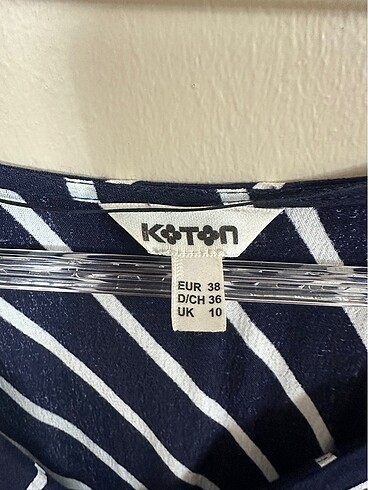 KOTON
EUR 38
D/CH 36
UK 10